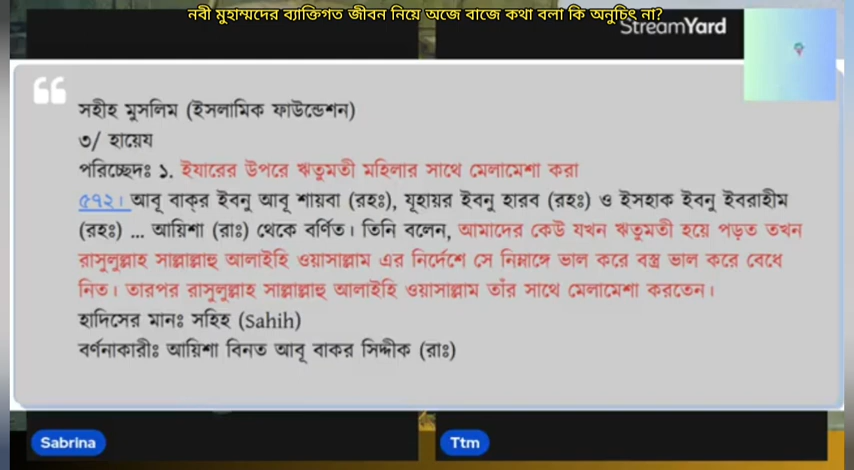 নবী মুহাম্মদের ব্যাক্তিগত জীবন নিয়ে অজে বাজে কথা বলা কি অনুচিৎ না?
StreamYard
সহীহ মুসলিম (ইসলামিক ফাউন্ডেশন)
৩/ হায়েয
পরিচ্ছেদঃ ১. ইযারের উপরে ঋতুমতী মহিলার সাথে মেলামেশা করা
৫৭২। আবূ বাক্‌র ইবনু আবূ শায়বা (রহঃ), যূহায়র ইবনু হারব (রহঃ) ও ইসহাক ইবনু ইবরাহীম
(রহঃ) ... আয়িশা (রাঃ) থেকে বর্ণিত। তিনি বলেন, আমাদের কেউ যখন ঋতুমতী হয়ে পড়ত তখন
রাসুলুল্লাহ সাল্লাল্লাহু আলাইহি ওয়াসাল্লাম এর নির্দেশে সে নিম্নাঙ্গে ভাল করে বস্ত্র ভাল করে বেধে
নিত। তারপর রাসুলুল্লাহ সাল্লাল্লাহু আলাইহি ওয়াসাল্লাম তাঁর সাথে মেলামেশা করতেন।
হাদিসের মানঃ সহিহ (Sahih)
বর্ণনাকারীঃ আয়িশা বিনত আবূ বাকর সিদ্দীক (রাঃ)
Sabrina
Ttm